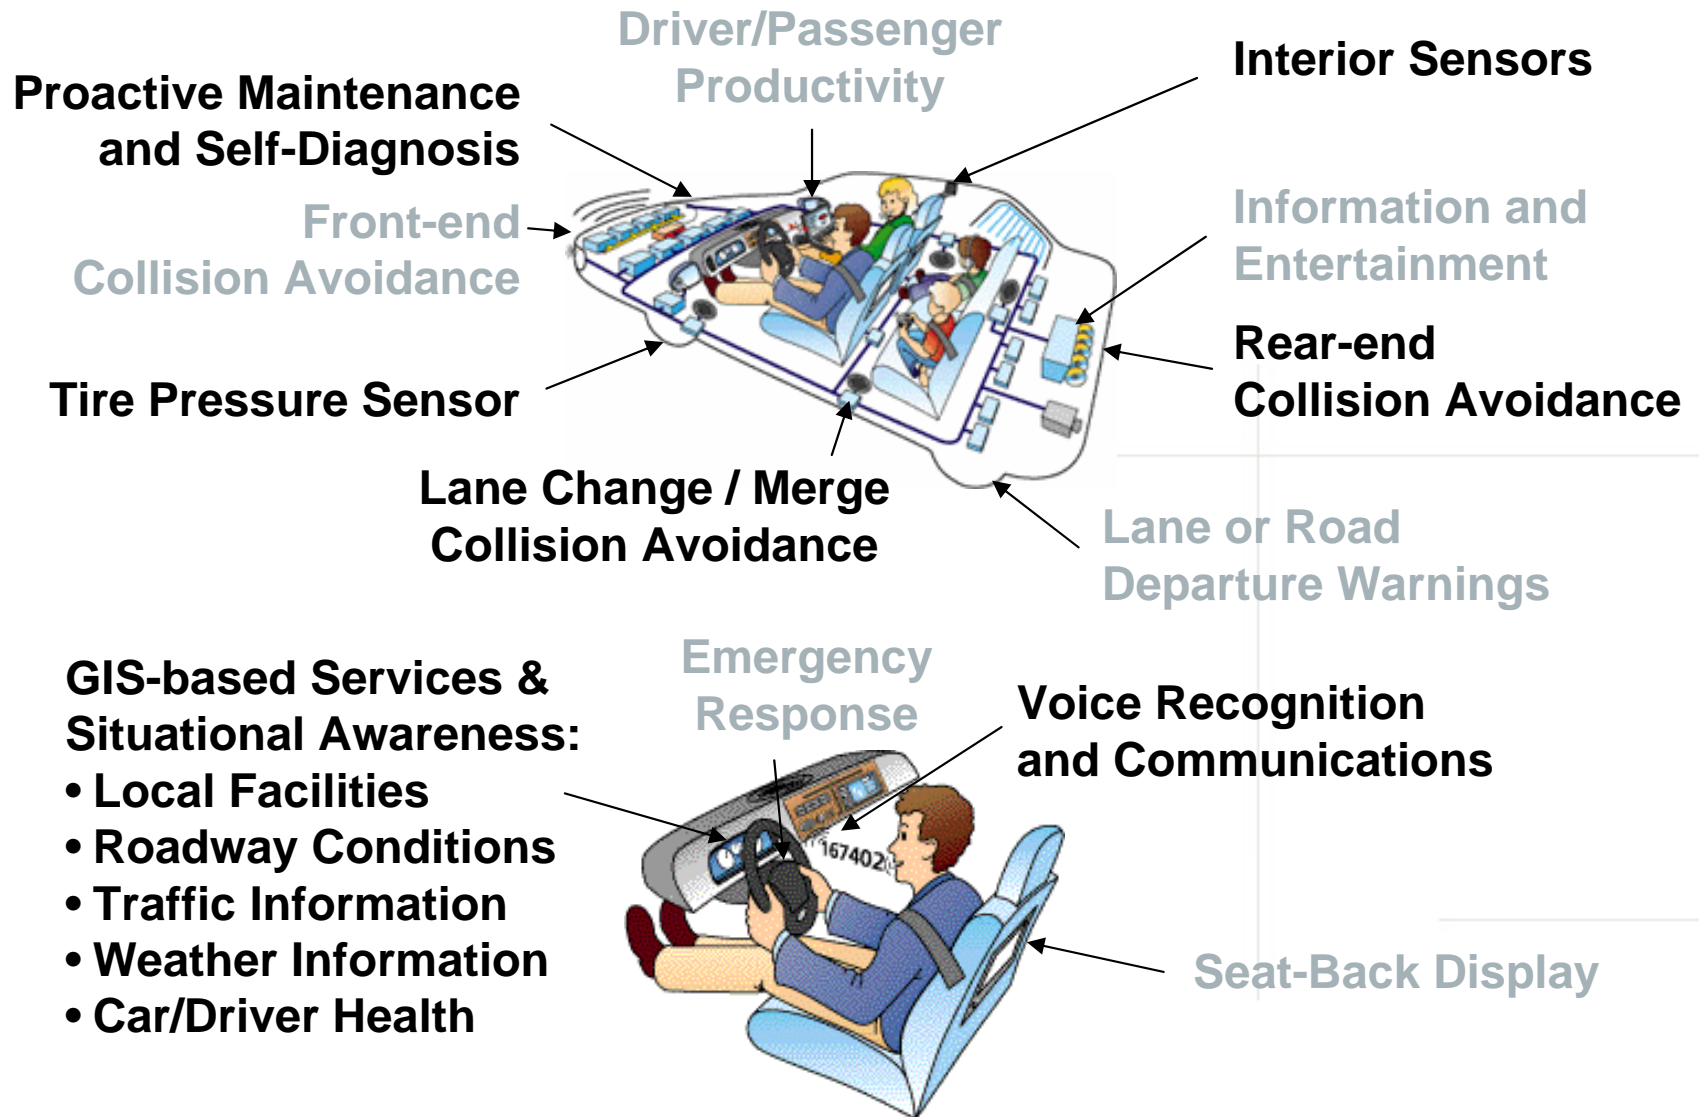 Driver/Passenger
Productivity
Interior Sensors
Proactive Maintenance
and Self-Diagnosis
Front-end
Collision Avoidance
Information and
Entertainment
Rear-end
Collision Avoidance
Tire Pressure Sensor
Lane Change / Merge
Collision Avoidance
Lane or Road
Departure Warnings
GIS-based Services &
Situational Awareness:
• Local Facilities
• Roadway Conditions
• Traffic Information
• Weather Information
• Car/Driver Health
Emergency
Response
Voice Recognition
and Communications
167402
Seat-Back Display